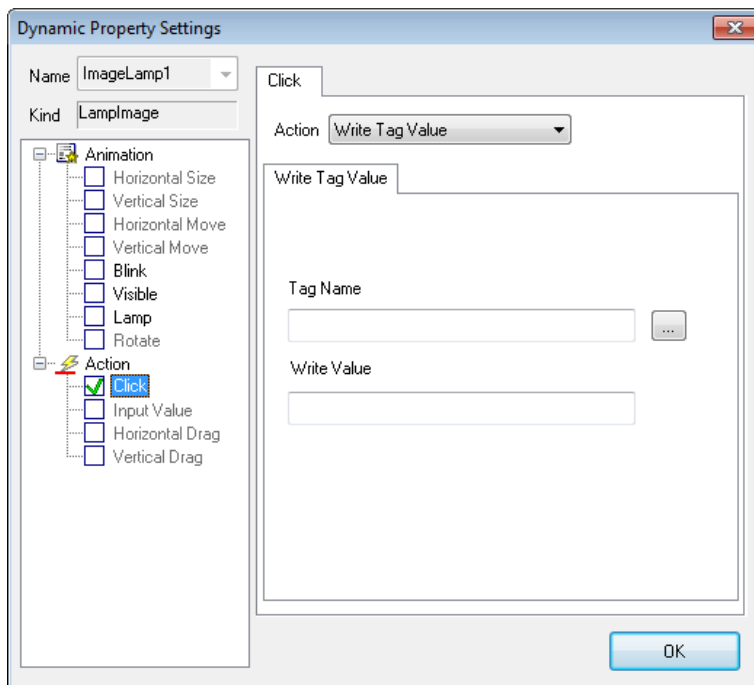 Dynamic Property Settings
Name ImageLamp1
Kind LampImage
Animation
Horizontal Size
Vertical Size
Horizontal Move
Vertical Move
Blink
Visible
Lamp
Rotate
Action
Click
Input Value
Horizontal Drag
Vertical Drag
Click
Action Write Tag Value
Write Tag Value
Tag Name
...
Write Value
OK